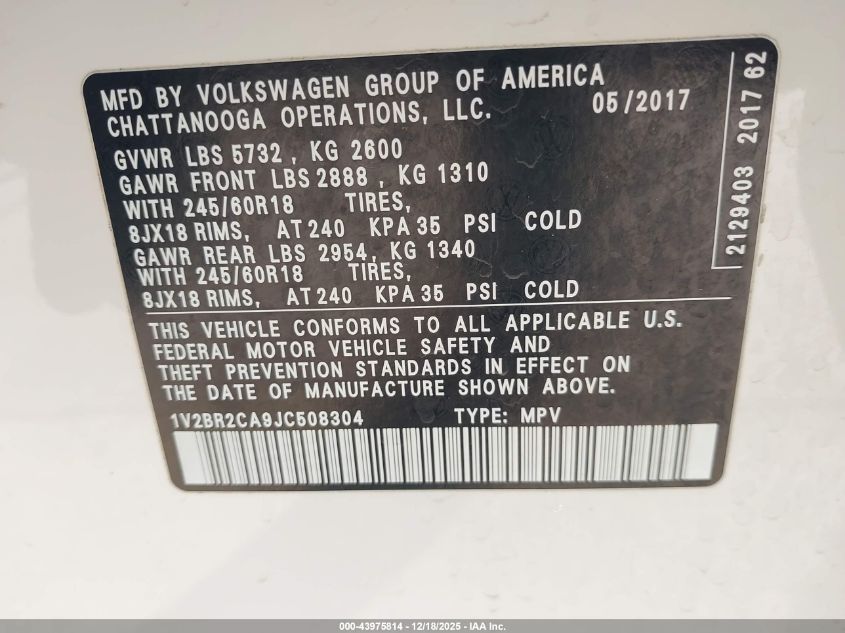 MFD BY VOLKSWAGEN GROUP OF AMERICA
CHATTANOOGA OPERATIONS, LLC. 05/2017
GVWR LBS 5732 , KG 2600
GAWR FRONT LBS 2888 , KG 1310
WITH 245/60R18 TIRES,
8JX18 RIMS, AT 240 KPA 35 PSI COLD
GAWR REAR LBS 2954, KG 1340
WITH 245/60R18 TIRES,
8JX18 RIMS, AT 240 KPA 35 PSI COLD
2129403 2017 62
THIS VEHICLE CONFORMS TO ALL APPLICABLE U.S.
FEDERAL MOTOR VEHICLE SAFETY AND
THEFT PREVENTION STANDARDS IN EFFECT ON
THE DATE OF MANUFACTURE SHOWN ABOVE.
1V2BR2CA9JC508304 TYPE: MPV
000-43975814 - 12/18/2025 - IAA Inc.